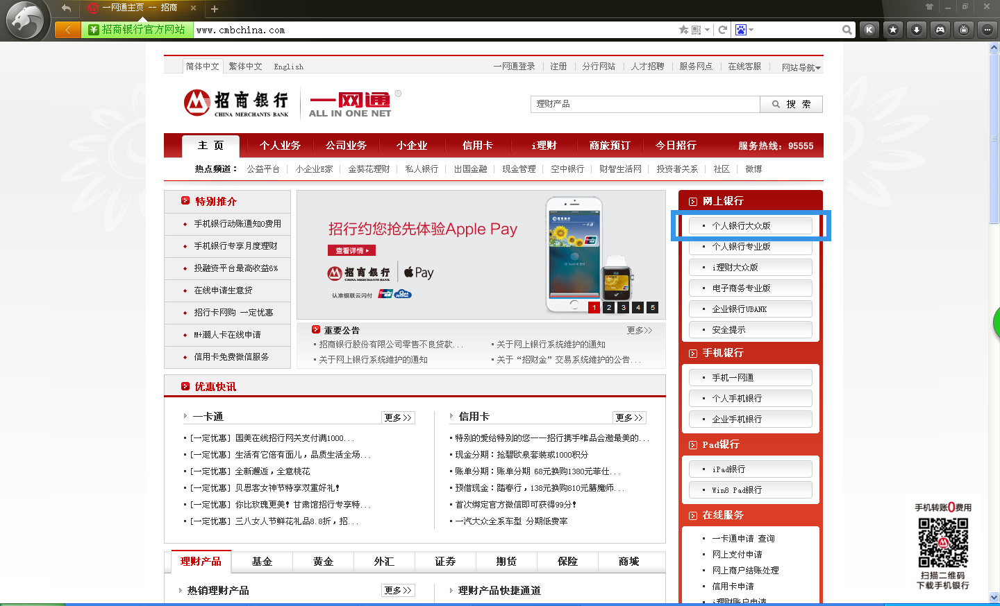 一网通主页 -- 招商
招商银行官方网站 www.cmbchina.com
简体中文 繁体中文 English
一网通登录 注册 分行网站 人才招聘 服务网点 在线客服 网站导航
招商银行 CHINA MERCHANTS BANK 一网通® ALL IN ONE NET
理财产品 搜 索
主 页 个人业务 公司业务 小企业 信用卡 i理财 商旅预订 今日招行 服务热线：95555
热点频道： 公益平台 小企业E家 金葵花理财 私人银行 出国金融 现金管理 空中银行 财智生活网 投资者关系 社区 微博
特别推介
手机银行动账通知0费用
手机银行专享月度理财
投融资平台最高收益6%
在线申请生意贷
招行卡网购 一定优惠
M+潮人卡在线申请
信用卡免费微信服务
招行约您抢先体验Apple Pay
查看详情
招商银行 CHINA MERCHANTS BANK Pay
认准银联云闪付
招商银行 一卡通
1 2 3 4 5
重要公告 更多>>
招商银行股份有限公司零售不良贷款... 关于网上银行系统维护的通知
关于网上银行系统维护的通知 关于“招财金”交易系统维护的公告...
优惠快讯
一卡通 更多>>
[一定优惠] 国美在线招行网关支付满1000...
[一定优惠] 生活有它倍有面儿，品质生活全场...
[一定优惠] 全新邂逅，全意桃花
[一定优惠] 贝思客女神节特享双重好礼！
[一定优惠] 你比玫瑰更美！甘肃馆招行专享特...
[一定优惠] 三八女人节鲜花礼品8.8折，招...
信用卡 更多>>
特别的爱给特别的您——招行携手唯品会邀最美的...
现金分期：抢碧欧泉套装或1000积分
账单分期：账单分期 68元换购1380元菲仕...
预借现金：踏春行，138元换购810元膳魔师...
首次绑定官方微信即可获得99分！
一汽大众全系车型 分期低费率
理财产品 基金 黄金 外汇 证券 期货 保险 商城
热销理财产品 更多>> 理财产品快捷通道
网上银行
个人银行大众版
个人银行专业版
i理财大众版
电子商务专业版
企业银行UBANK
安全提示
手机银行
手机一网通
个人手机银行
企业手机银行
Pad银行
iPad银行
Win8 Pad银行
在线服务
一卡通申请 查询
网上支付申请
网上商户结账处理
信用卡申请
i理财账户申请
手机转账0费用
扫描二维码
下载手机银行